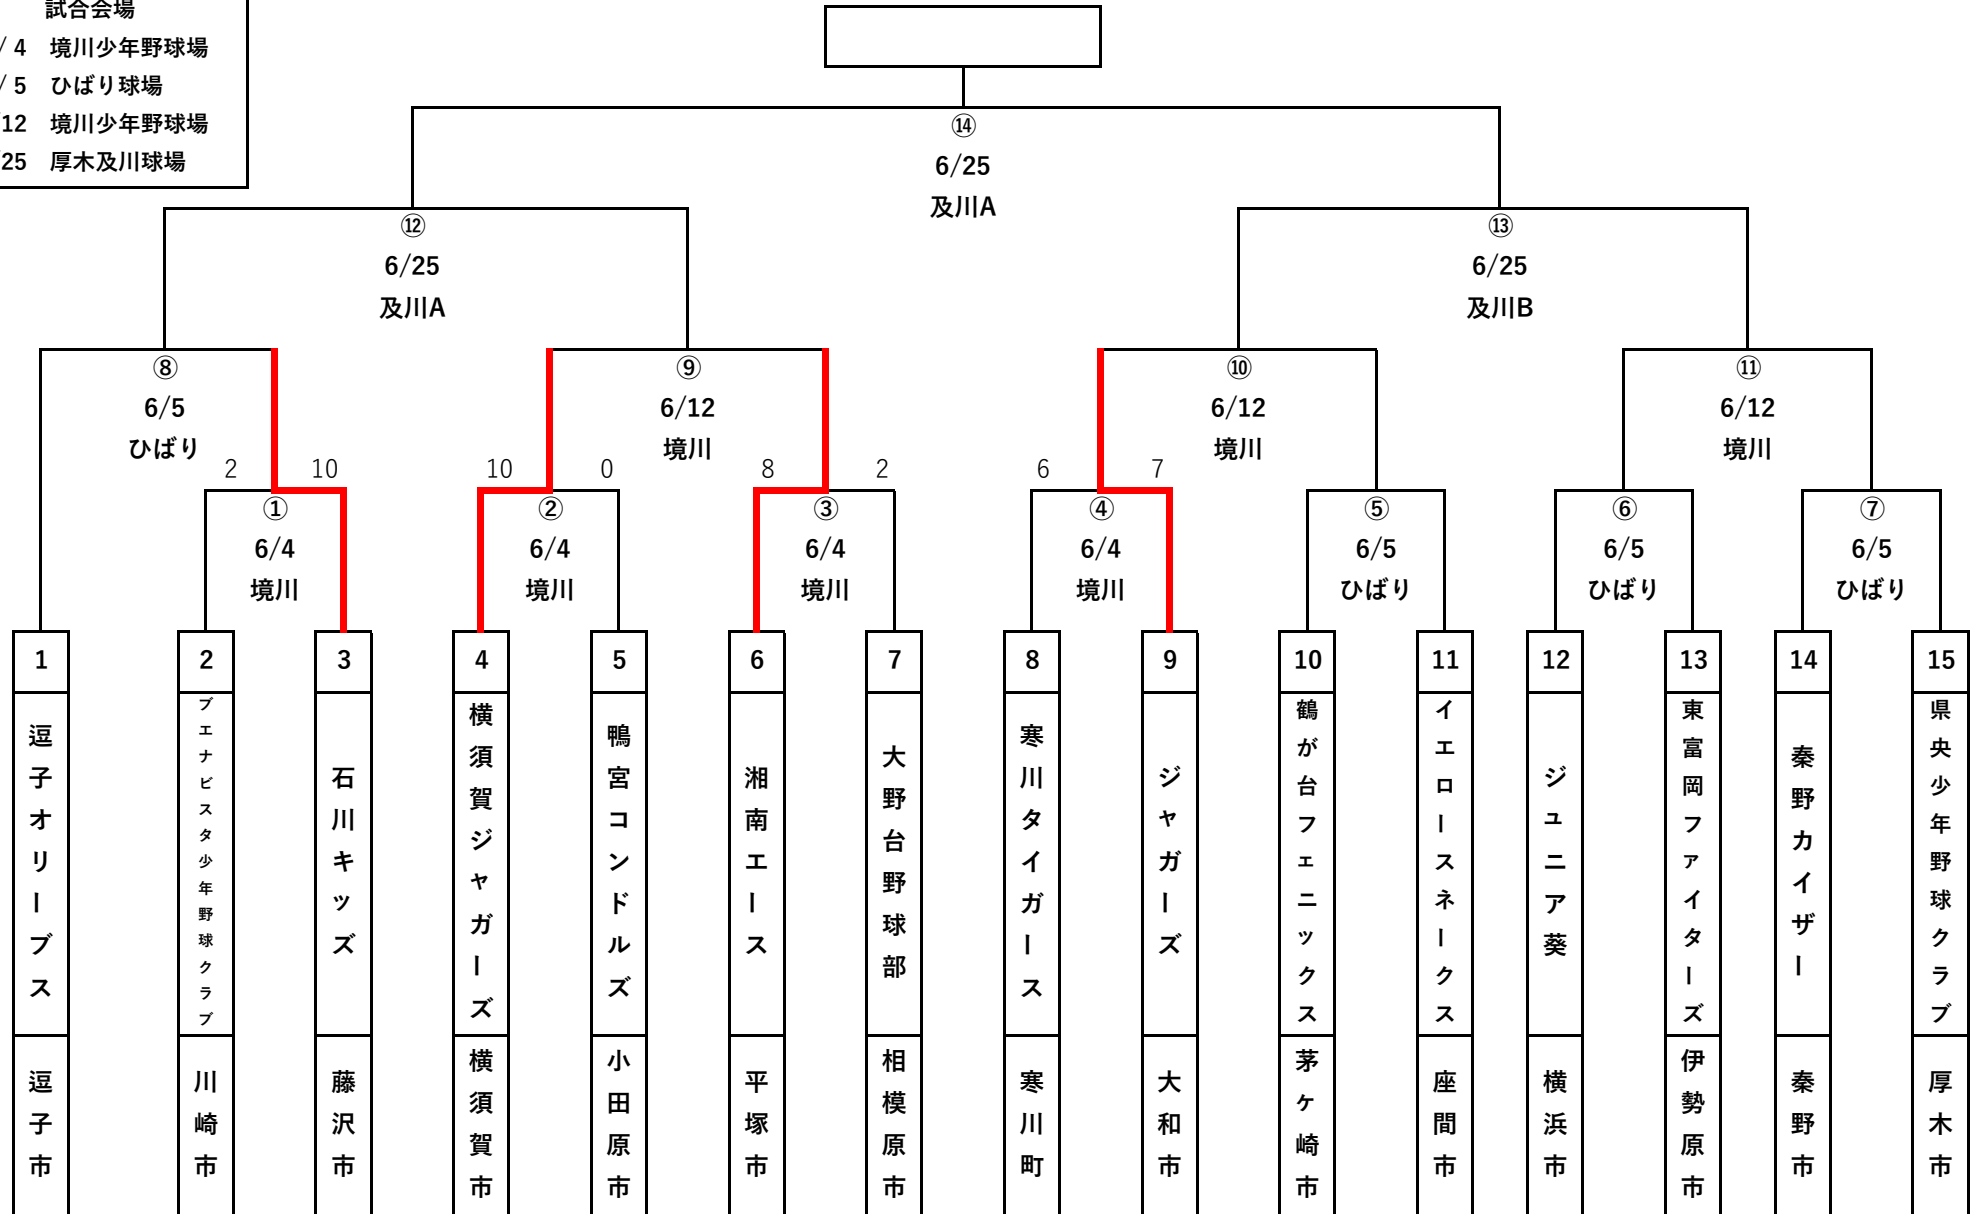 試合会場
/ 4 境川少年野球場
/ 5 ひばり球場
12 境川少年野球場
25 厚木及川球場
⑭
6/25
及川A
⑫
6/25
及川A
⑬
6/25
及川B
⑧
6/5
ひばり
⑨
6/12
境川
⑩
6/12
境川
⑪
6/12
境川
2 10
10 0
8 2
6 7
①
6/4
境川
②
6/4
境川
③
6/4
境川
④
6/4
境川
⑤
6/5
ひばり
⑥
6/5
ひばり
⑦
6/5
ひばり
1
逗子オリーブス
逗子市
2
ブエナビスタ少年野球クラブ
川崎市
3
石川キッズ
藤沢市
4
横須賀ジャガーズ
横須賀市
5
鴨宮コンドルズ
小田原市
6
湘南エース
平塚市
7
大野台野球部
相模原市
8
寒川タイガース
寒川町
9
ジャガーズ
大和市
10
鶴が台フェニックス
茅ヶ崎市
11
イエロースネークス
座間市
12
ジュニア葵
横浜市
13
東富岡ファイターズ
伊勢原市
14
秦野カイザー
秦野市
15
県央少年野球クラブ
厚木市